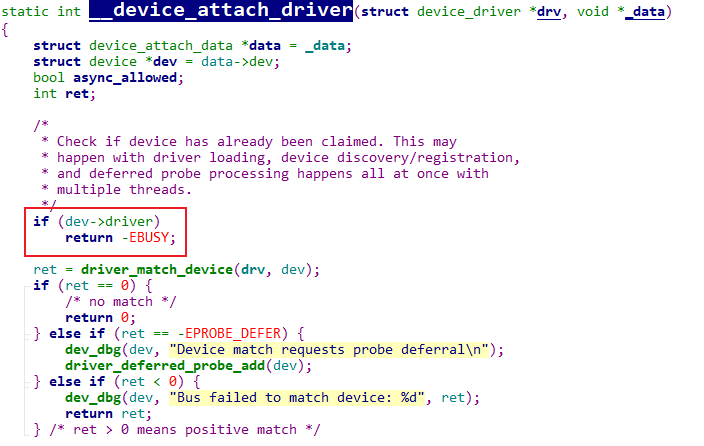 static int __device_attach_driver(struct device_driver *drv, void *_data)
{
    struct device_attach_data *data = _data;
    struct device *dev = data->dev;
    bool async_allowed;
    int ret;

    /*
     * Check if device has already been claimed. This may
     * happen with driver loading, device discovery/registration,
     * and deferred probe processing happens all at once with
     * multiple threads.
     */
    if (dev->driver)
        return -EBUSY;

    ret = driver_match_device(drv, dev);
    if (ret == 0) {
        /* no match */
        return 0;
    } else if (ret == -EPROBE_DEFER) {
        dev_dbg(dev, "Device match requests probe deferral\n");
        driver_deferred_probe_add(dev);
    } else if (ret < 0) {
        dev_dbg(dev, "Bus failed to match device: %d", ret);
        return ret;
    } /* ret > 0 means positive match */